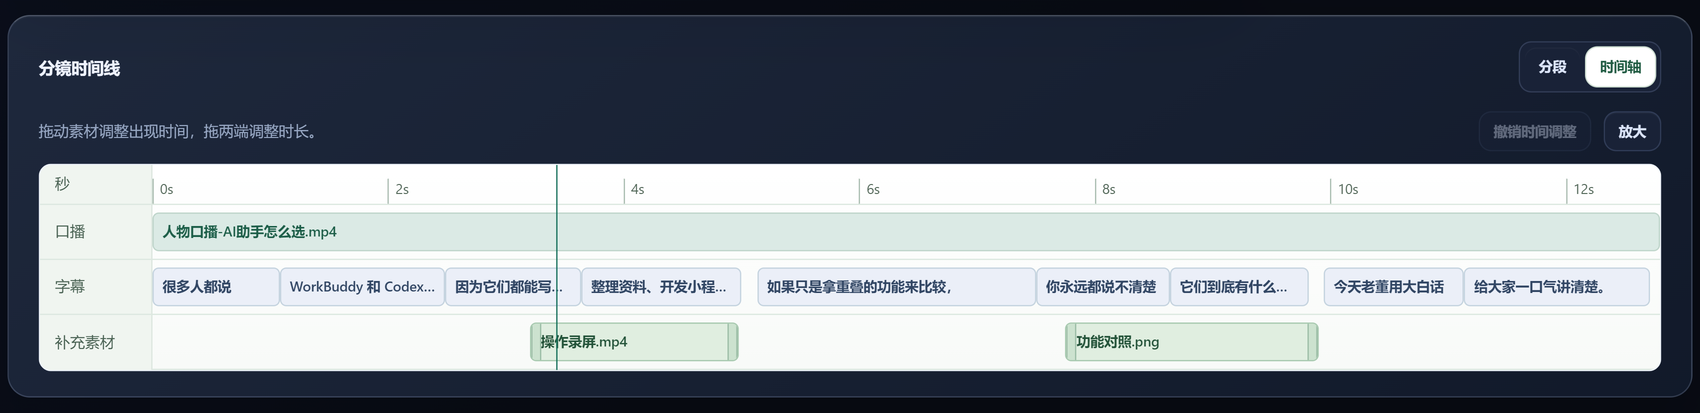 分镜时间线
分段 时间轴
拖动素材调整出现时间，拖两端调整时长。
撤销时间调整 放大
秒 0s 2s 4s 6s 8s 10s 12s
口播 人物口播-AI助手怎么选.mp4
字幕 很多人都说 WorkBuddy 和 Codex... 因为它们都能写... 整理资料、开发小程... 如果只是拿重叠的功能来比较， 你永远都说不清楚 它们到底有什么... 今天老董用大白话 给大家一口气讲清楚。
补充素材 操作录屏.mp4 功能对照.png